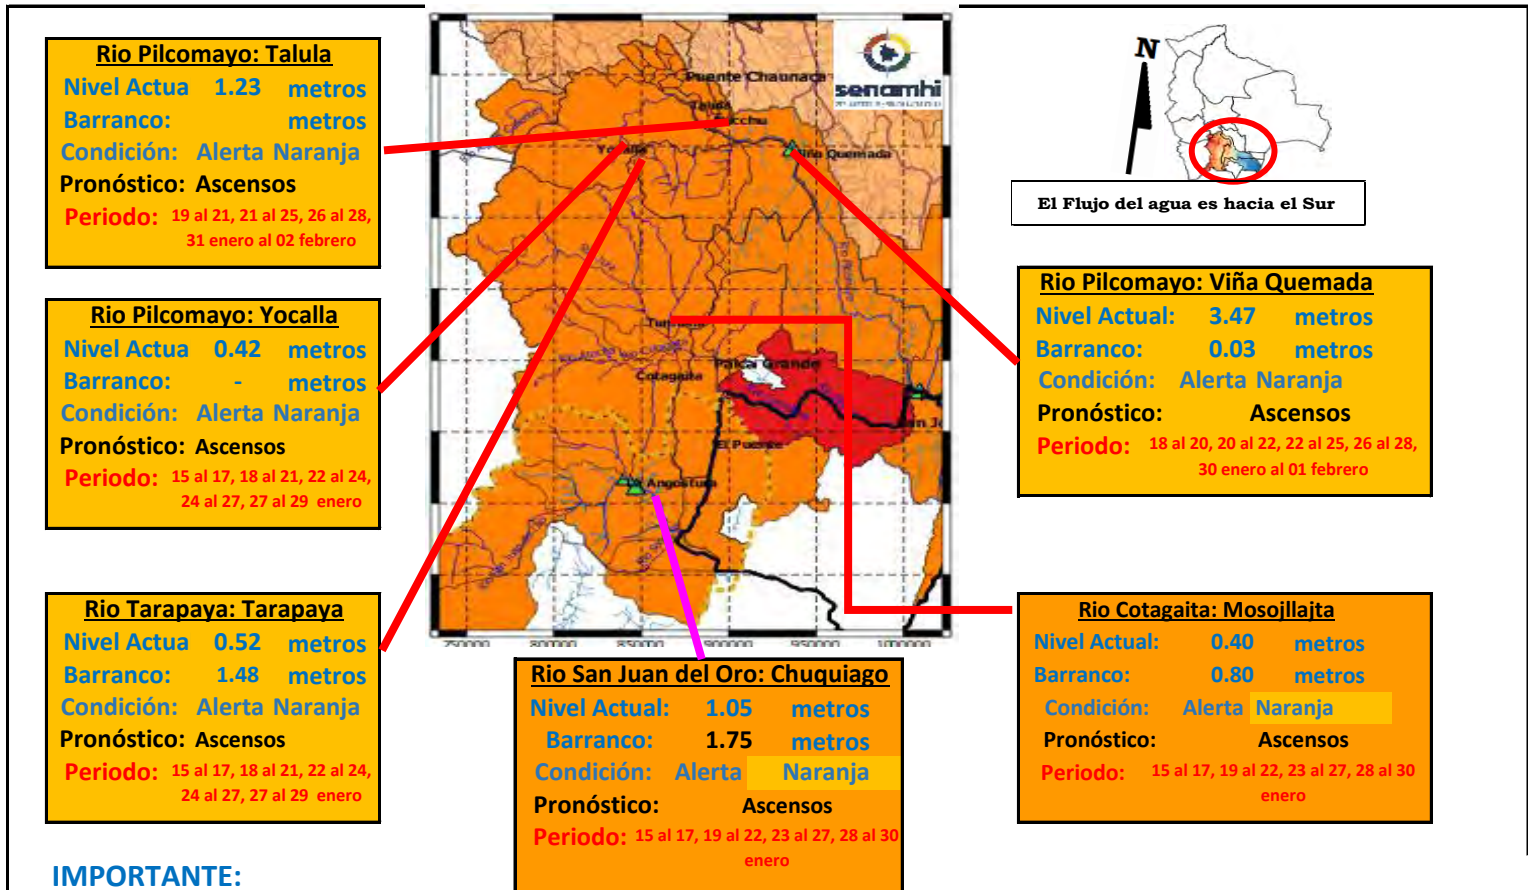 Rio Pilcomayo: Talula
Nivel Actua 1.23 metros
Barranco: metros
Condición: Alerta Naranja
Pronóstico: Ascensos
Periodo: 19 al 21, 21 al 25, 26 al 28,
31 enero al 02 febrero
Rio Pilcomayo: Yocalla
Nivel Actua 0.42 metros
Barranco: - metros
Condición: Alerta Naranja
Pronóstico: Ascensos
Periodo: 15 al 17, 18 al 21, 22 al 24,
24 al 27, 27 al 29 enero
Rio Tarapaya: Tarapaya
Nivel Actua 0.52 metros
Barranco: 1.48 metros
Condición: Alerta Naranja
Pronóstico: Ascensos
Periodo: 15 al 17, 18 al 21, 22 al 24,
24 al 27, 27 al 29 enero
IMPORTANTE:
senamhi
Puente Chaunaca
Yocalla
Viña Quemada
Tumusla
Palca Grande
Cotagaita
El Puente
Angostura
800000
950000
Rio San Juan del Oro: Chuquiago
Nivel Actual: 1.05 metros
Barranco: 1.75 metros
Condición: Alerta Naranja
Pronóstico: Ascensos
Periodo: 15 al 17, 19 al 22, 23 al 27, 28 al 30
enero
N
El Flujo del agua es hacia el Sur
Rio Pilcomayo: Viña Quemada
Nivel Actual: 3.47 metros
Barranco: 0.03 metros
Condición: Alerta Naranja
Pronóstico: Ascensos
Periodo: 18 al 20, 20 al 22, 22 al 25, 26 al 28,
30 enero al 01 febrero
Rio Cotagaita: Mosojllajta
Nivel Actual: 0.40 metros
Barranco: 0.80 metros
Condición: Alerta Naranja
Pronóstico: Ascensos
Periodo: 15 al 17, 19 al 22, 23 al 27, 28 al 30
enero